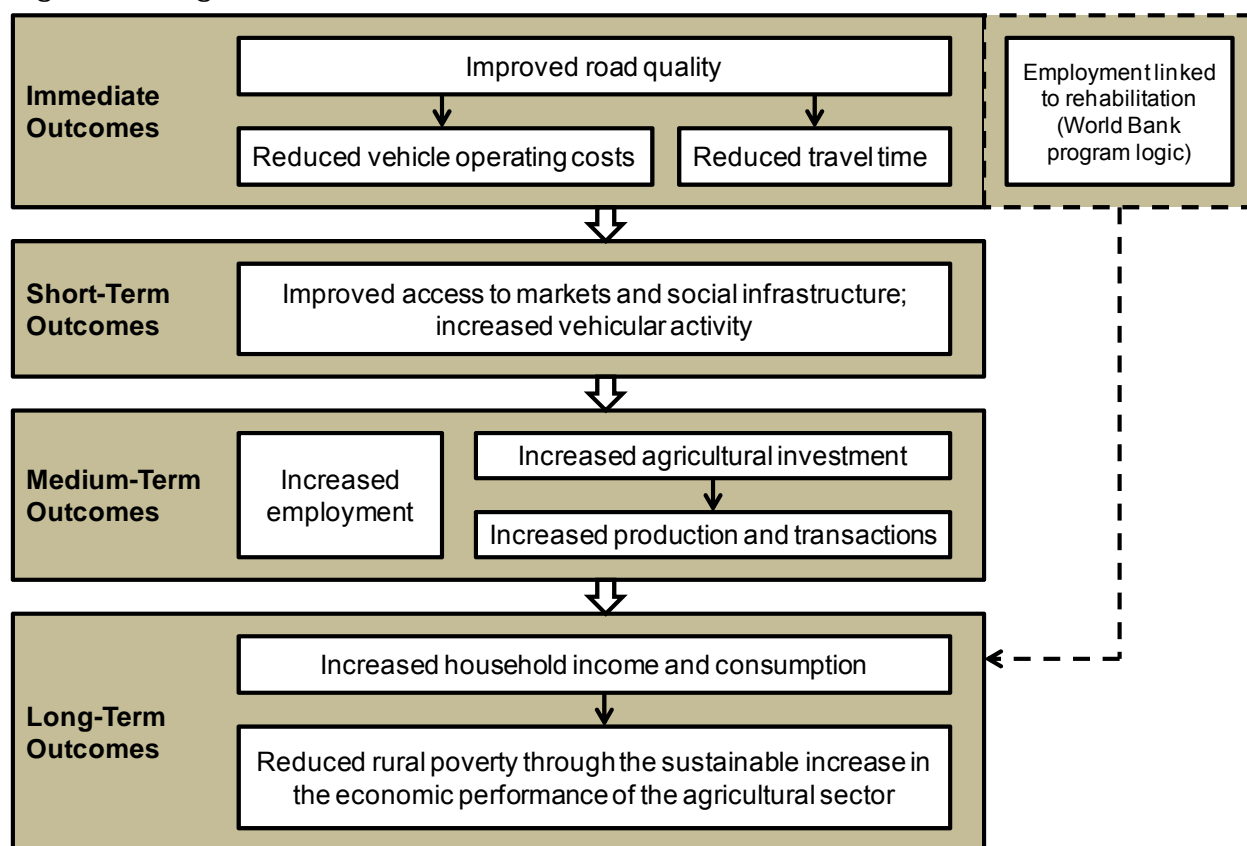 Improved road quality
Immediate
Outcomes
Reduced vehicle operating costs
Reduced travel time
Employment linked
to rehabilitation
(World Bank
program logic)
Short-Term
Outcomes
Improved access to markets and social infrastructure;
increased vehicular activity
Medium-Term
Outcomes
Increased
employment
Increased agricultural investment
Increased production and transactions
Long-Term
Outcomes
Increased household income and consumption
Reduced rural poverty through the sustainable increase in
the economic performance of the agricultural sector